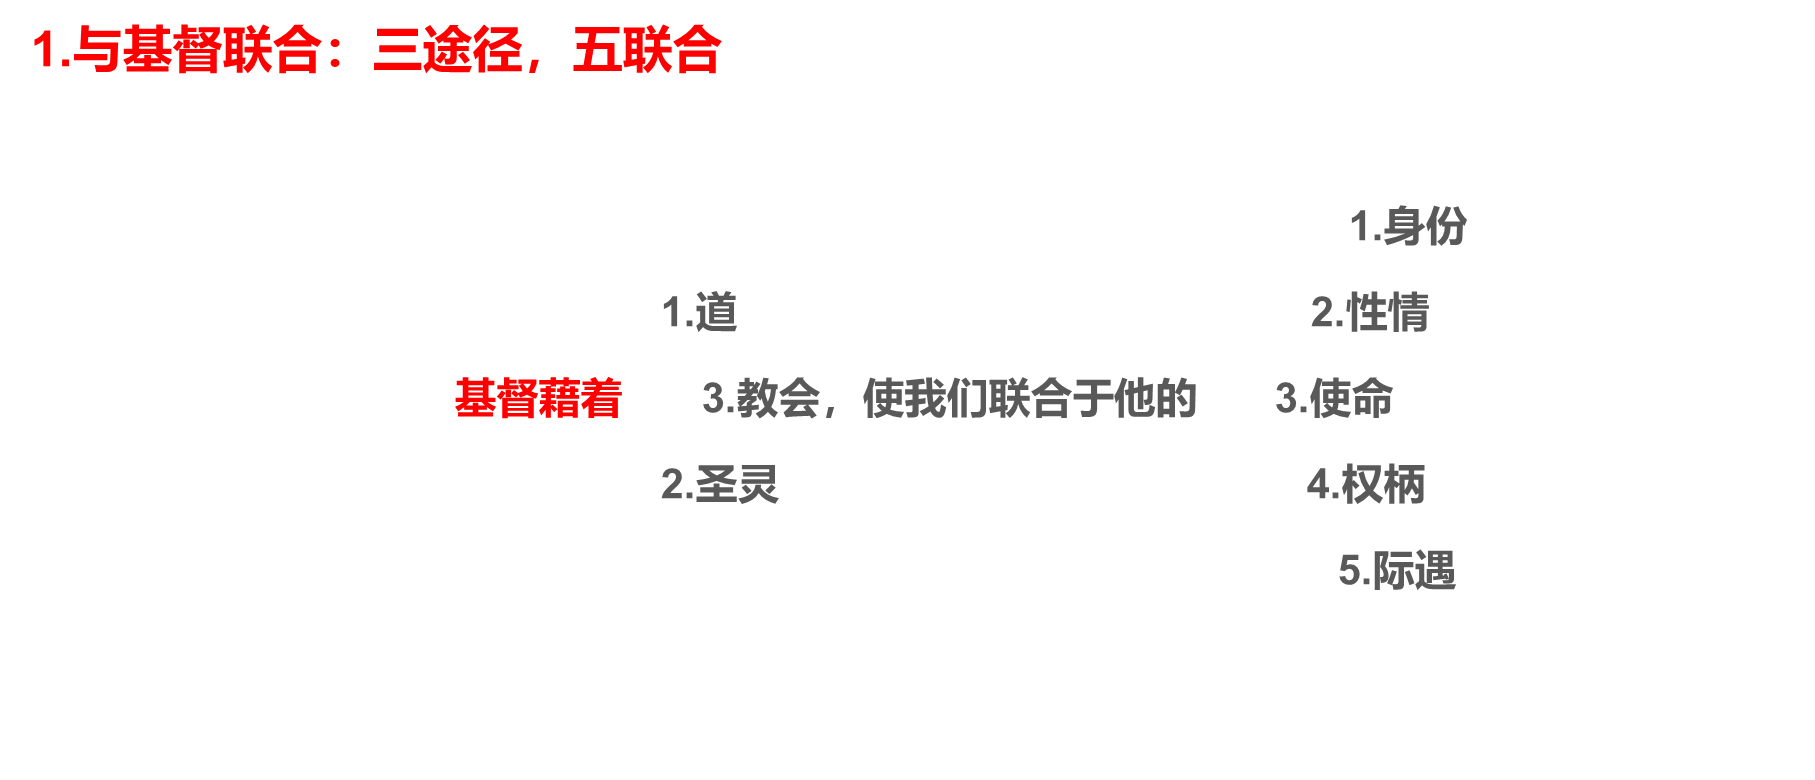 1.与基督联合：三途径，五联合
1.身份
1.道 2.性情
基督藉着 3.教会，使我们联合于他的 3.使命
2.圣灵 4.权柄
5.际遇